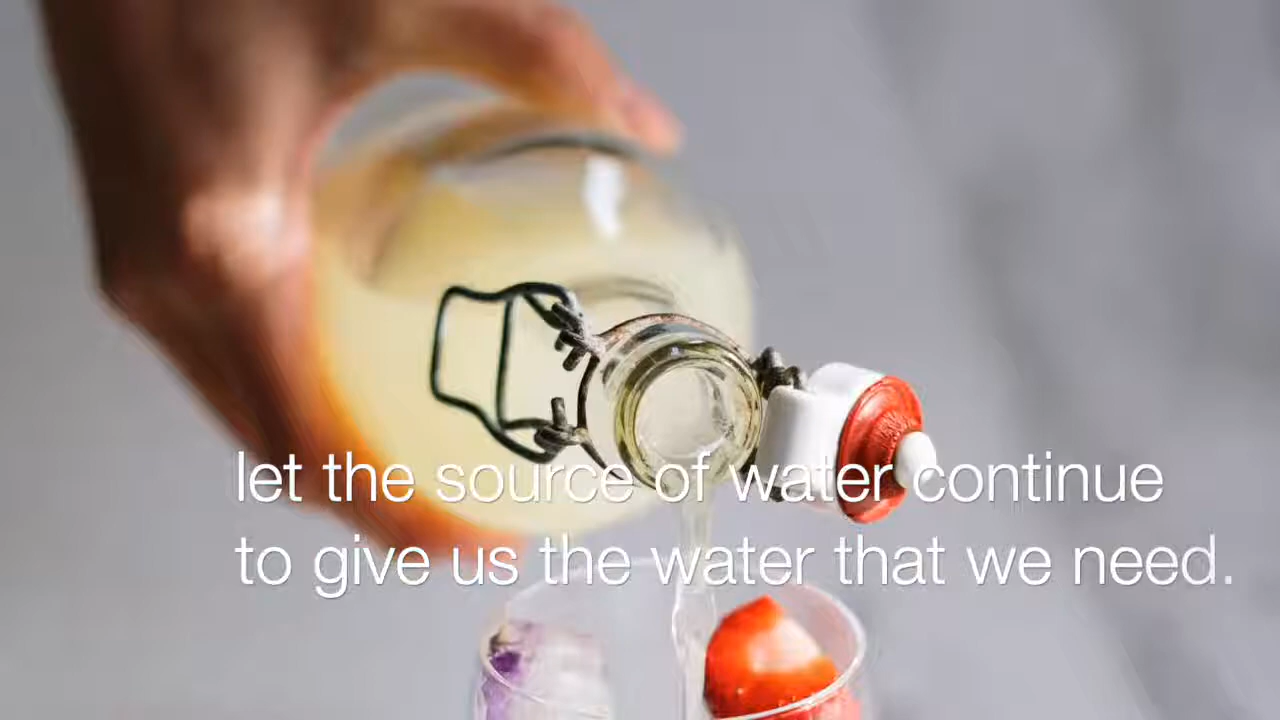 let the source of water continue
to give us the water that we need.